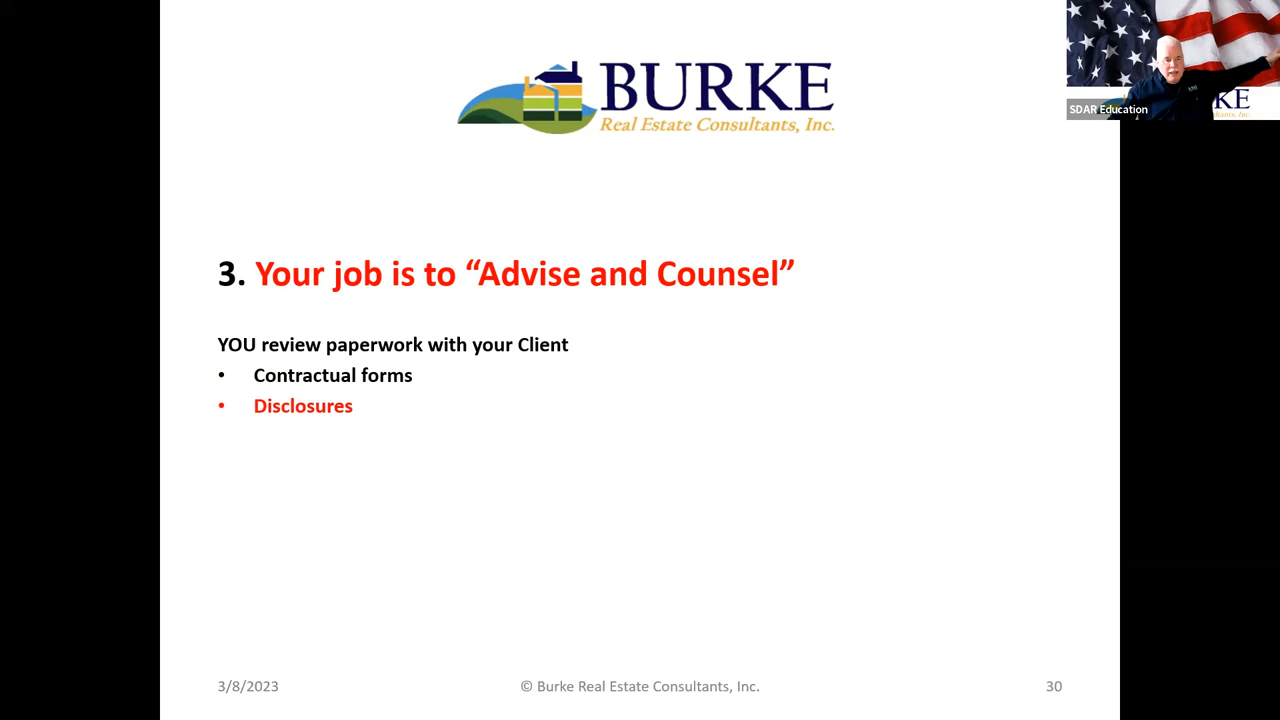 BURKE
Real Estate Consultants, Inc.
SDAR Education
3. Your job is to “Advise and Counsel”
YOU review paperwork with your Client
• Contractual forms
• Disclosures
3/8/2023
© Burke Real Estate Consultants, Inc.
30